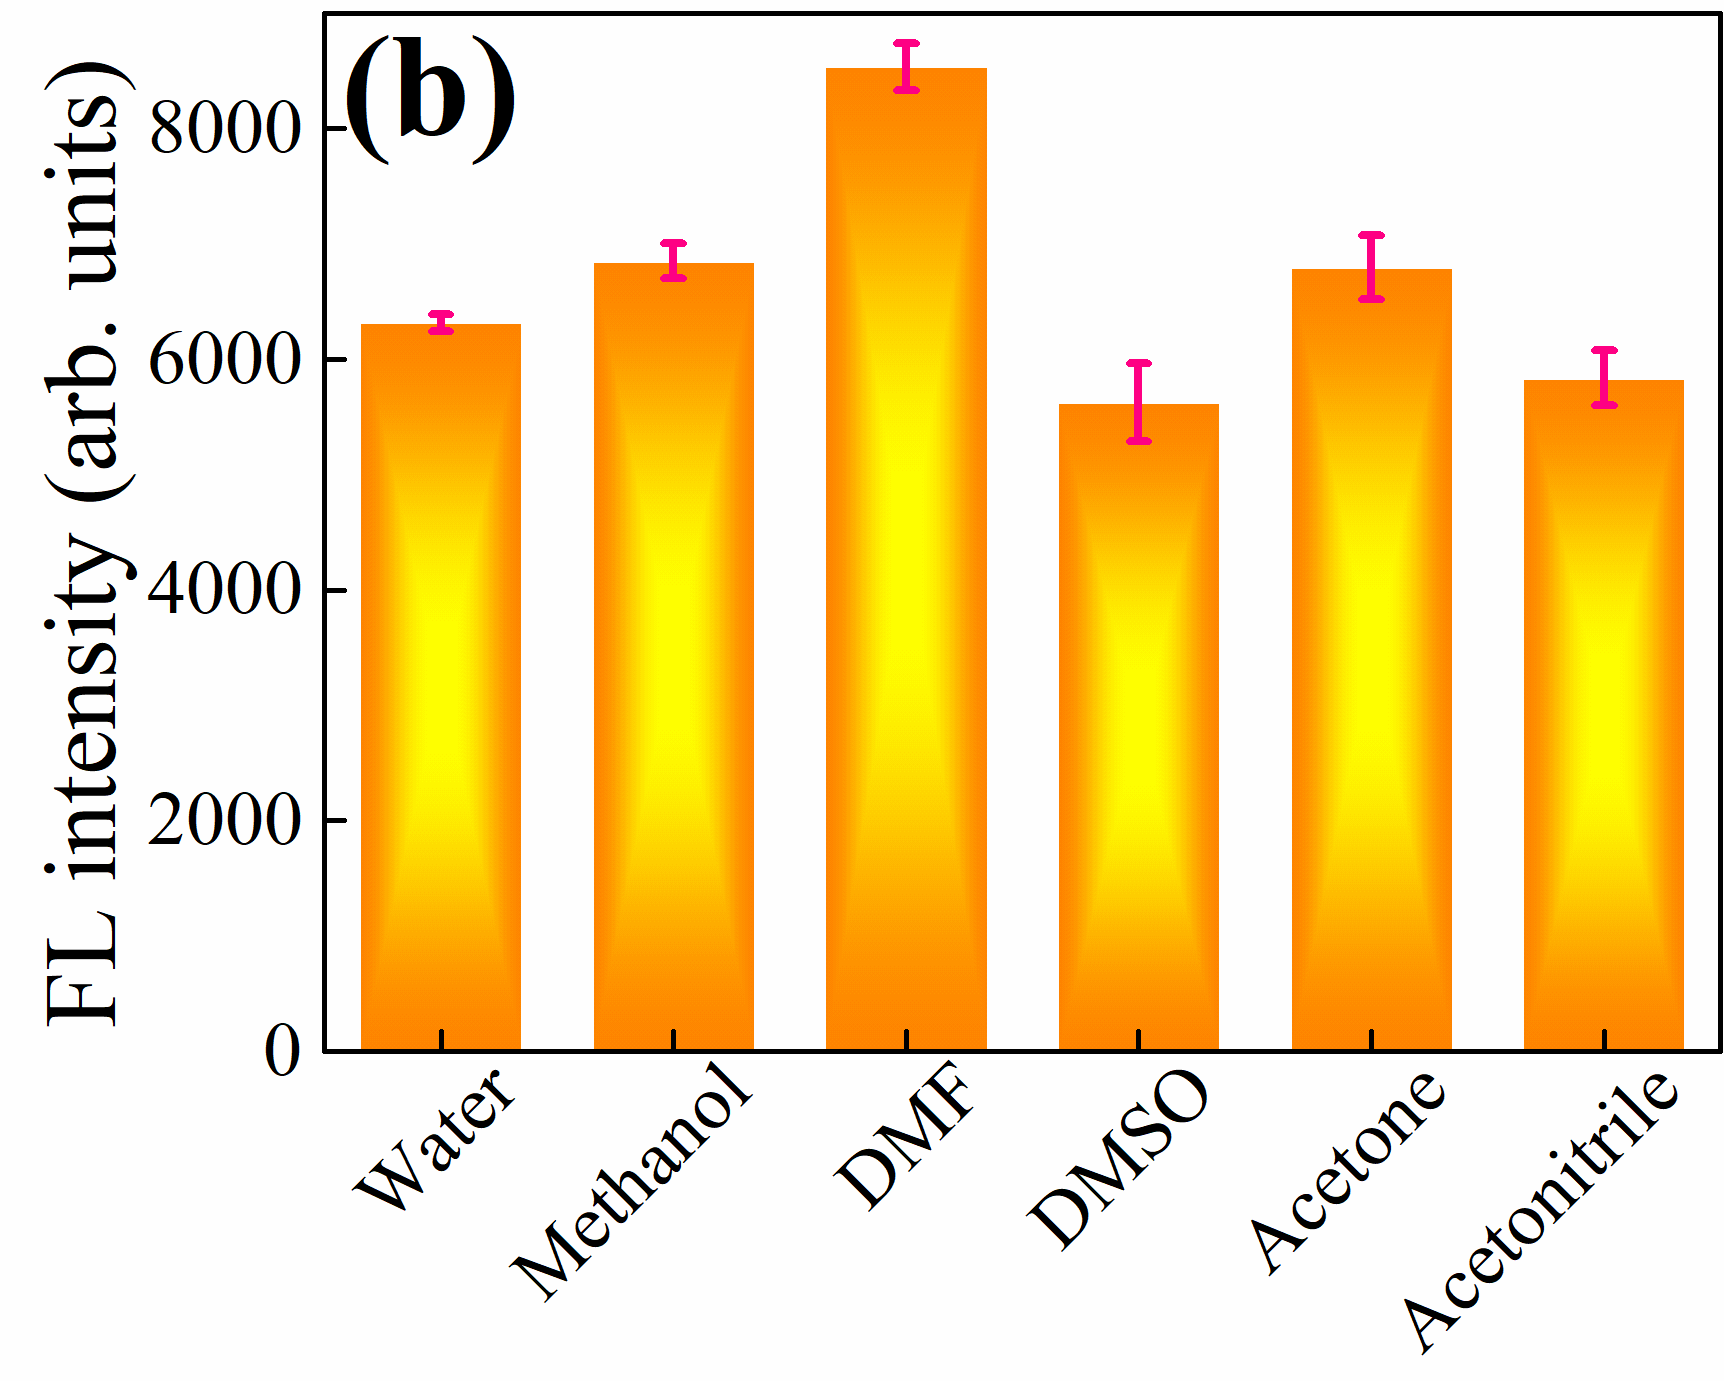 (b)
FL intensity (arb. units)
8000
6000
4000
2000
0
Water
Methanol
DMF
DMSO
Acetone
Acetonitrile